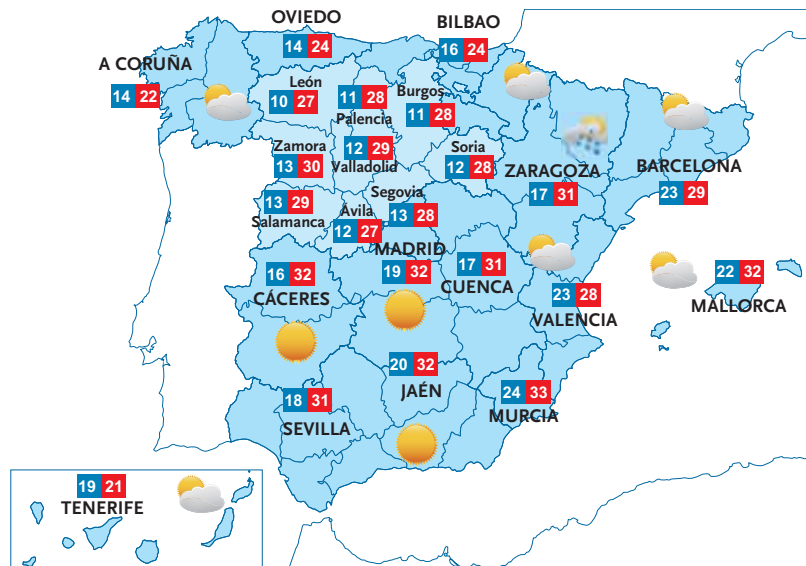 OVIEDO
14 24
BILBAO
16 24
A CORUÑA
14 22
León
10 27
11 28
Palencia
Burgos
11 28
Zamora
13 30
12 29
Valladolid
Soria
12 28
ZARAGOZA
17 31
BARCELONA
23 29
13 29
Salamanca
Ávila
12 27
Segovia
13 28
MADRID
19 32
16 32
CÁCERES
17 31
CUENCA
23 28
VALENCIA
22 32
MALLORCA
20 32
JAÉN
18 31
SEVILLA
24 33
MURCIA
19 21
TENERIFE